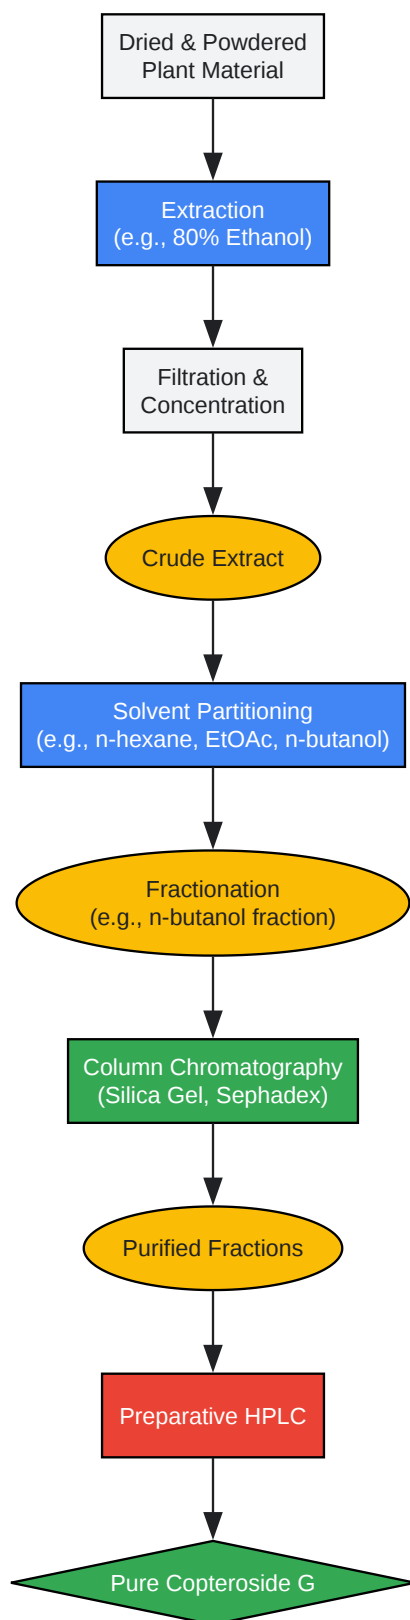 Dried & Powdered
Plant Material
Extraction
(e.g., 80% Ethanol)
Filtration &
Concentration
Crude Extract
Solvent Partitioning
(e.g., n-hexane, EtOAc, n-butanol)
Fractionation
(e.g., n-butanol fraction)
Column Chromatography
(Silica Gel, Sephadex)
Purified Fractions
Preparative HPLC
Pure Copteroside G